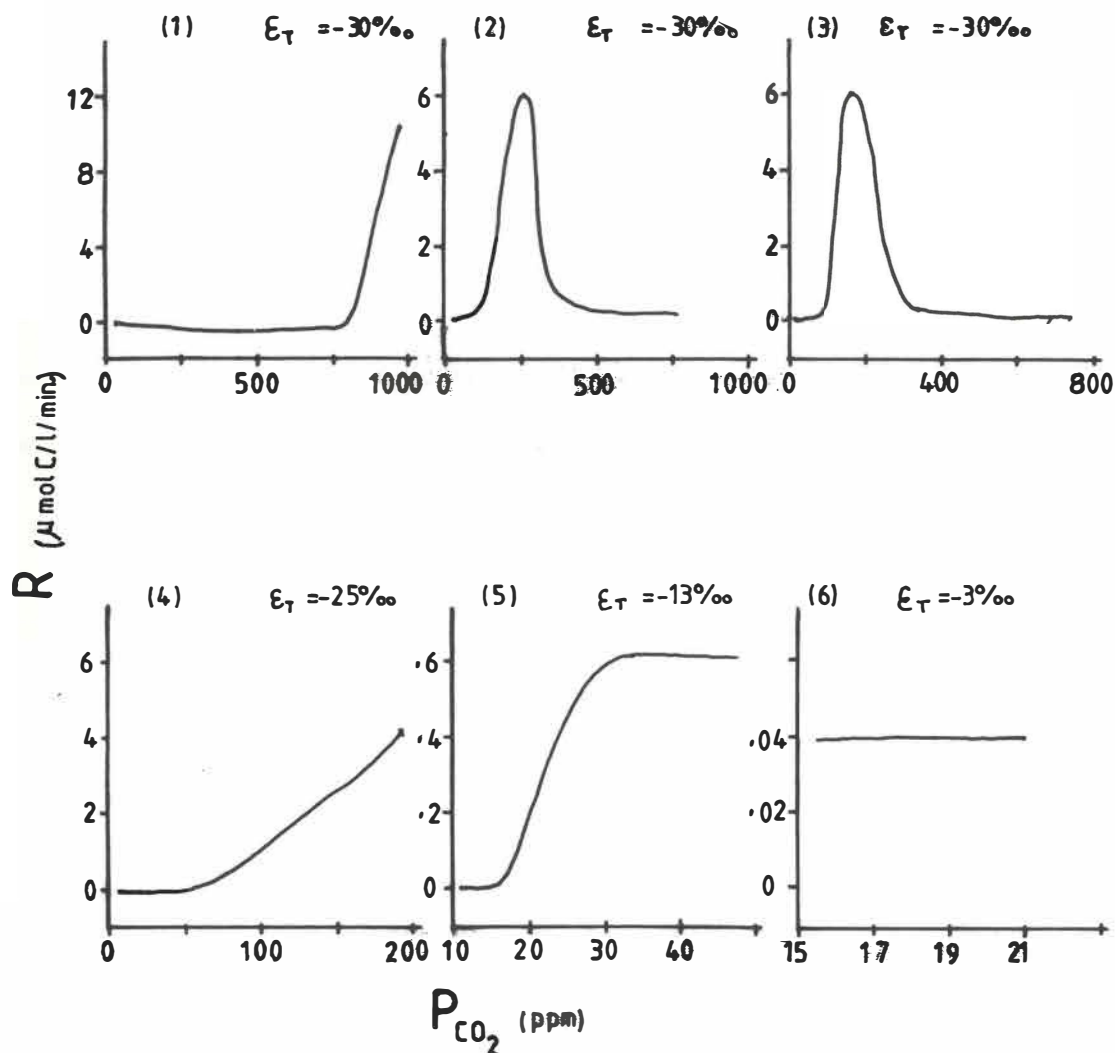 (1) ε_T = -30‰ (2) ε_T = -30‰ (3) ε_T = -30‰
12
8
4
0
0 500 1000
6
4
2
0
0 500 1000
6
4
2
0
0 400 800
R (μmol C/l/min)
(4) ε_T = -25‰ (5) ε_T = -13‰ (6) ε_T = -3‰
6
4
2
0
0 100 200
.6
.4
.2
0
10 20 30 40
.04
.02
0
15 17 19 21
P_CO₂ (ppm)